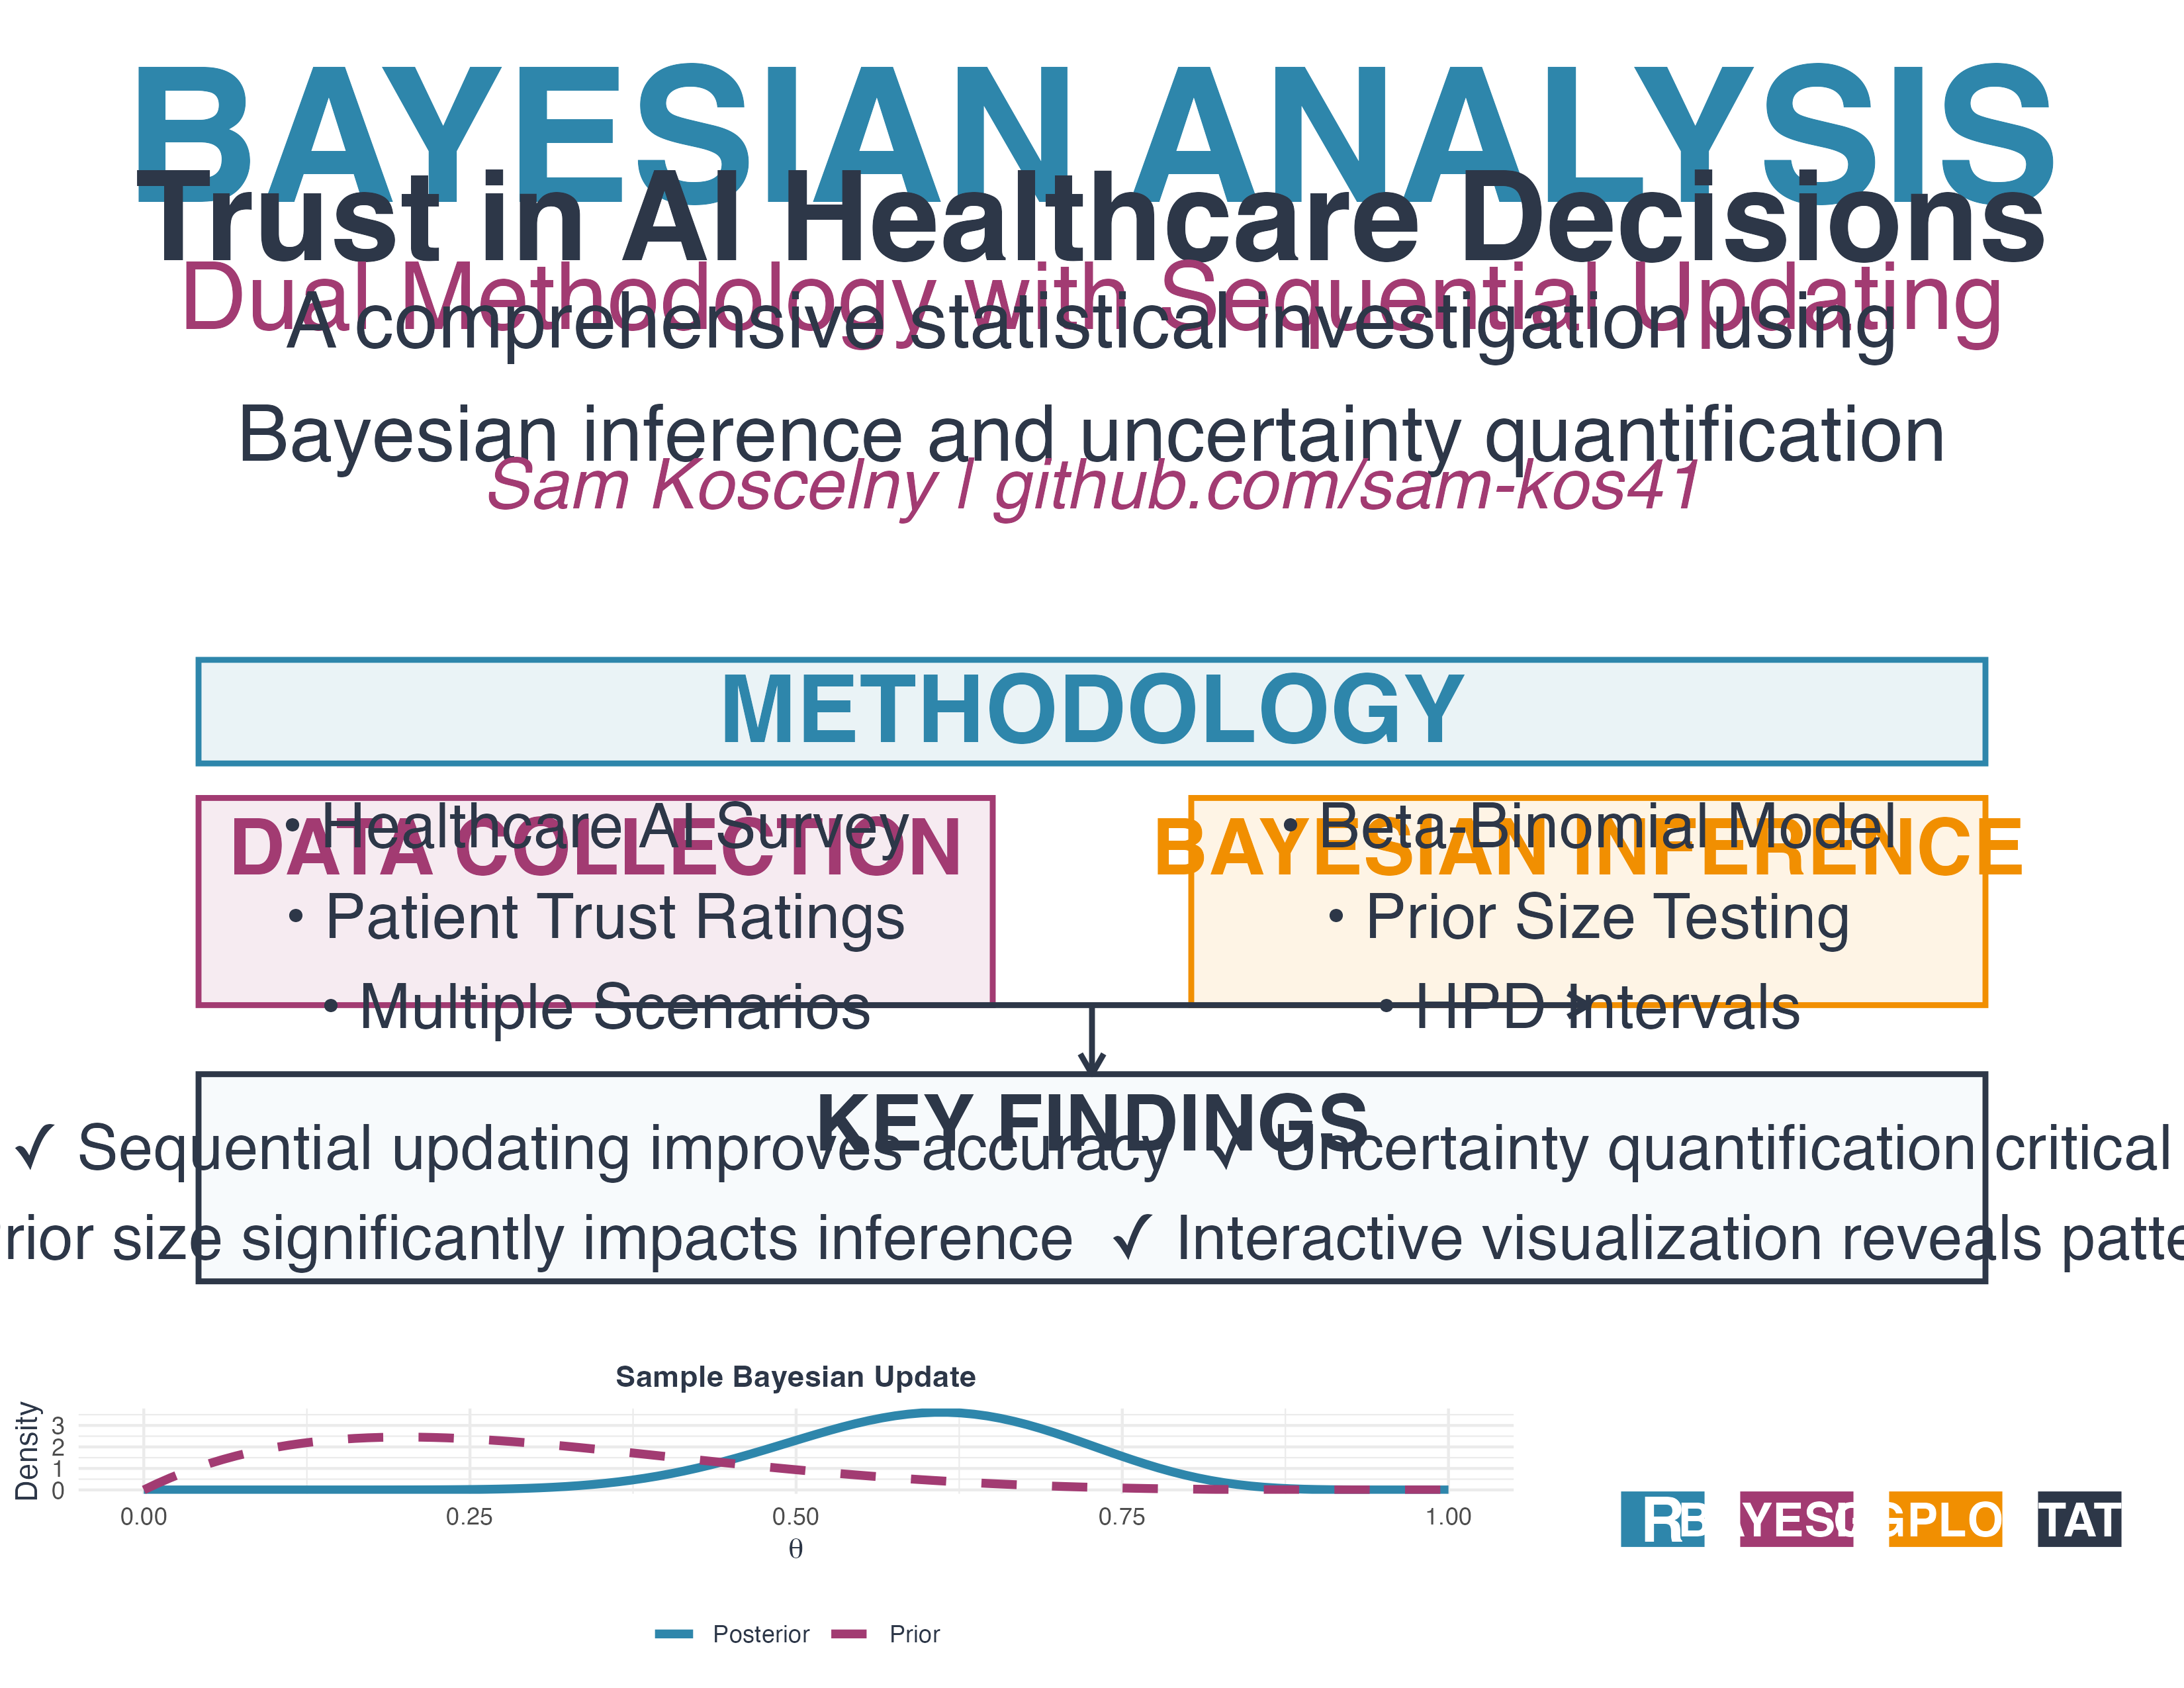 BAYESIAN ANALYSIS
Trust in AI Healthcare Decisions
Dual Methodology with Sequential Updating
A comprehensive statistical investigation using
Bayesian inference and uncertainty quantification
Sam Koscelny | github.com/sam-kos41
METHODOLOGY
DATA COLLECTION
• Healthcare AI Survey
• Patient Trust Ratings
• Multiple Scenarios
BAYESIAN INFERENCE
• Beta-Binomial Model
• Prior Size Testing
• HPD Intervals
KEY FINDINGS
✓ Sequential updating improves accuracy ✓ Uncertainty quantification critical
rior size significantly impacts inference ✓ Interactive visualization reveals patte
Sample Bayesian Update
Density
3
2
1
0
0.00 0.25 0.50 0.75 1.00
θ
Posterior Prior
R